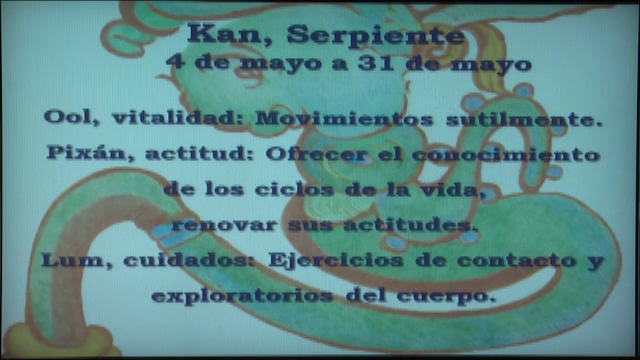 Kan, Serpiente
4 de mayo a 31 de mayo
Ool, vitalidad: Movimientos sutilmente.
Pixán, actitud: Ofrecer el conocimiento
de los ciclos de la vida,
renovar sus actitudes.
Lum, cuidados: Ejercicios de contacto y
exploratorios del cuerpo.